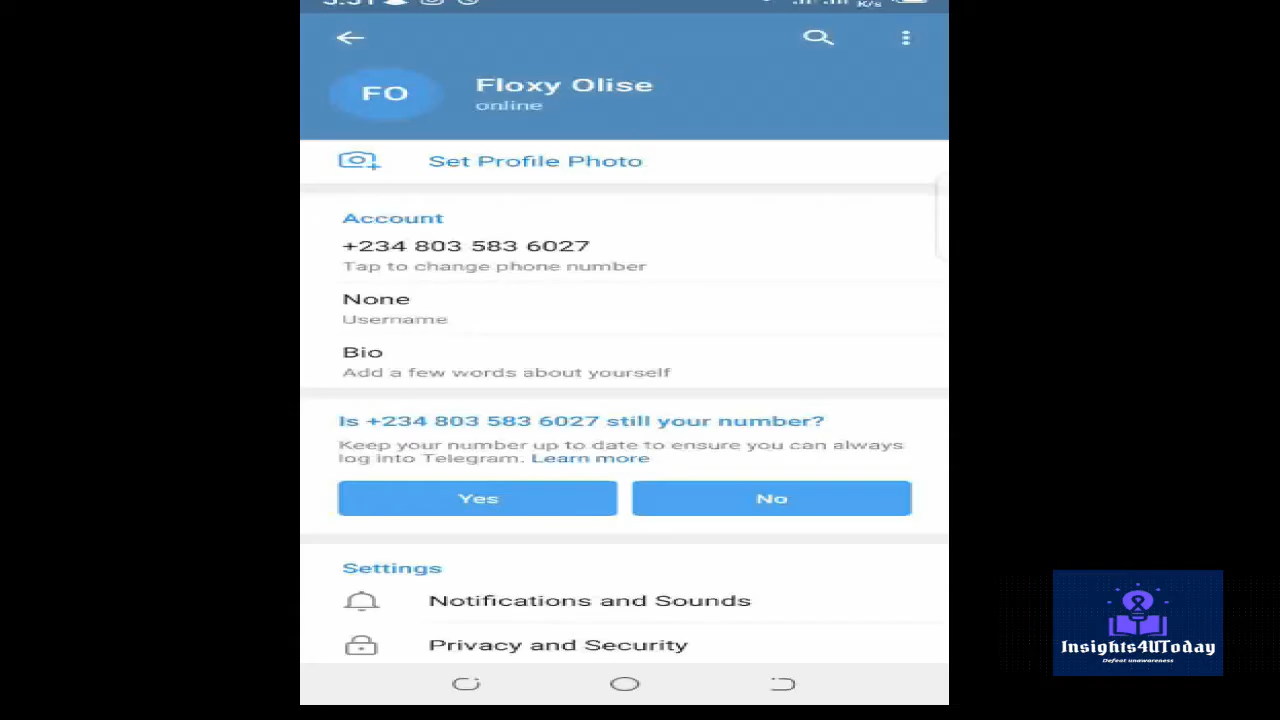 K/s
FO
Floxy Olise
online
Set Profile Photo
Account
+234 803 583 6027
Tap to change phone number
None
Username
Bio
Add a few words about yourself
Is +234 803 583 6027 still your number?
Keep your number up to date to ensure you can always
log into Telegram. Learn more
Yes
No
Settings
Notifications and Sounds
Privacy and Security
Insights4UToday
Defeat unawareness